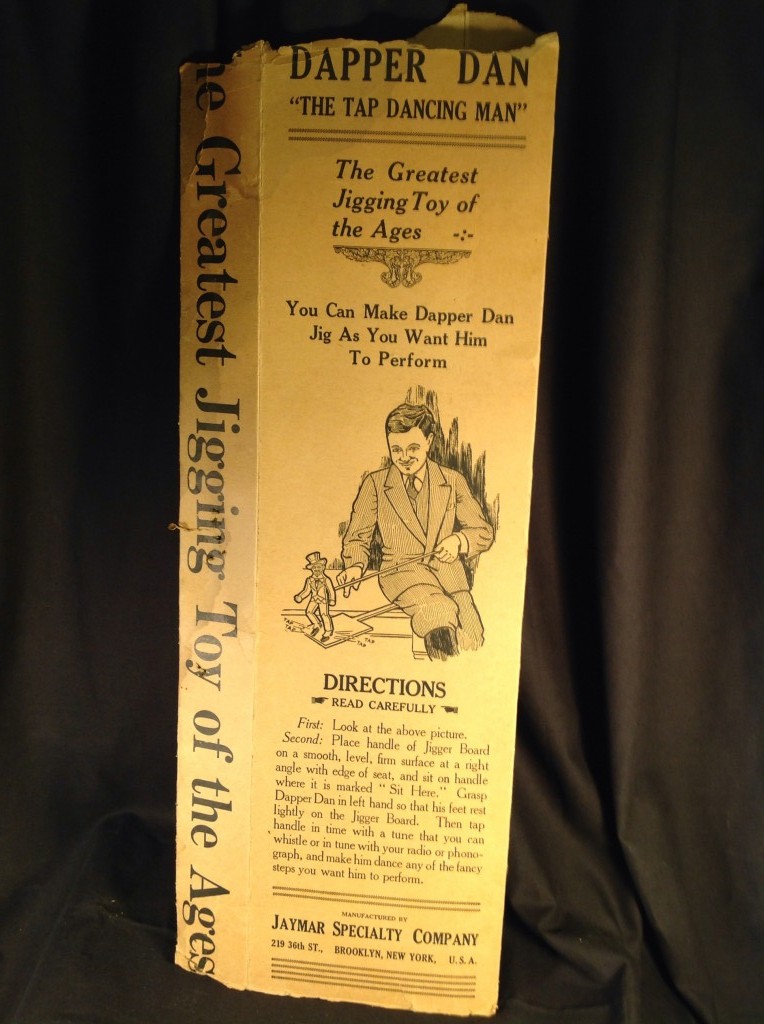 DAPPER DAN
"THE TAP DANCING MAN"
The Greatest
Jigging Toy of
the Ages -:-
You Can Make Dapper Dan
Jig As You Want Him
To Perform
TAP
TAP
TAP
TAP
DIRECTIONS
READ CAREFULLY
First: Look at the above picture.
Second: Place handle of Jigger Board
on a smooth, level, firm surface at a right
angle with edge of seat, and sit on handle
where it is marked "Sit Here." Grasp
Dapper Dan in left hand so that his feet rest
lightly on the Jigger Board. Then tap
handle in time with a tune that you can
whistle or in tune with your radio or phono-
graph, and make him dance any of the fancy
steps you want him to perform.
MANUFACTURED BY
JAYMAR SPECIALTY COMPANY
219 36th ST., BROOKLYN, NEW YORK, U.S.A.
he Greatest Jigging Toy of the Ages